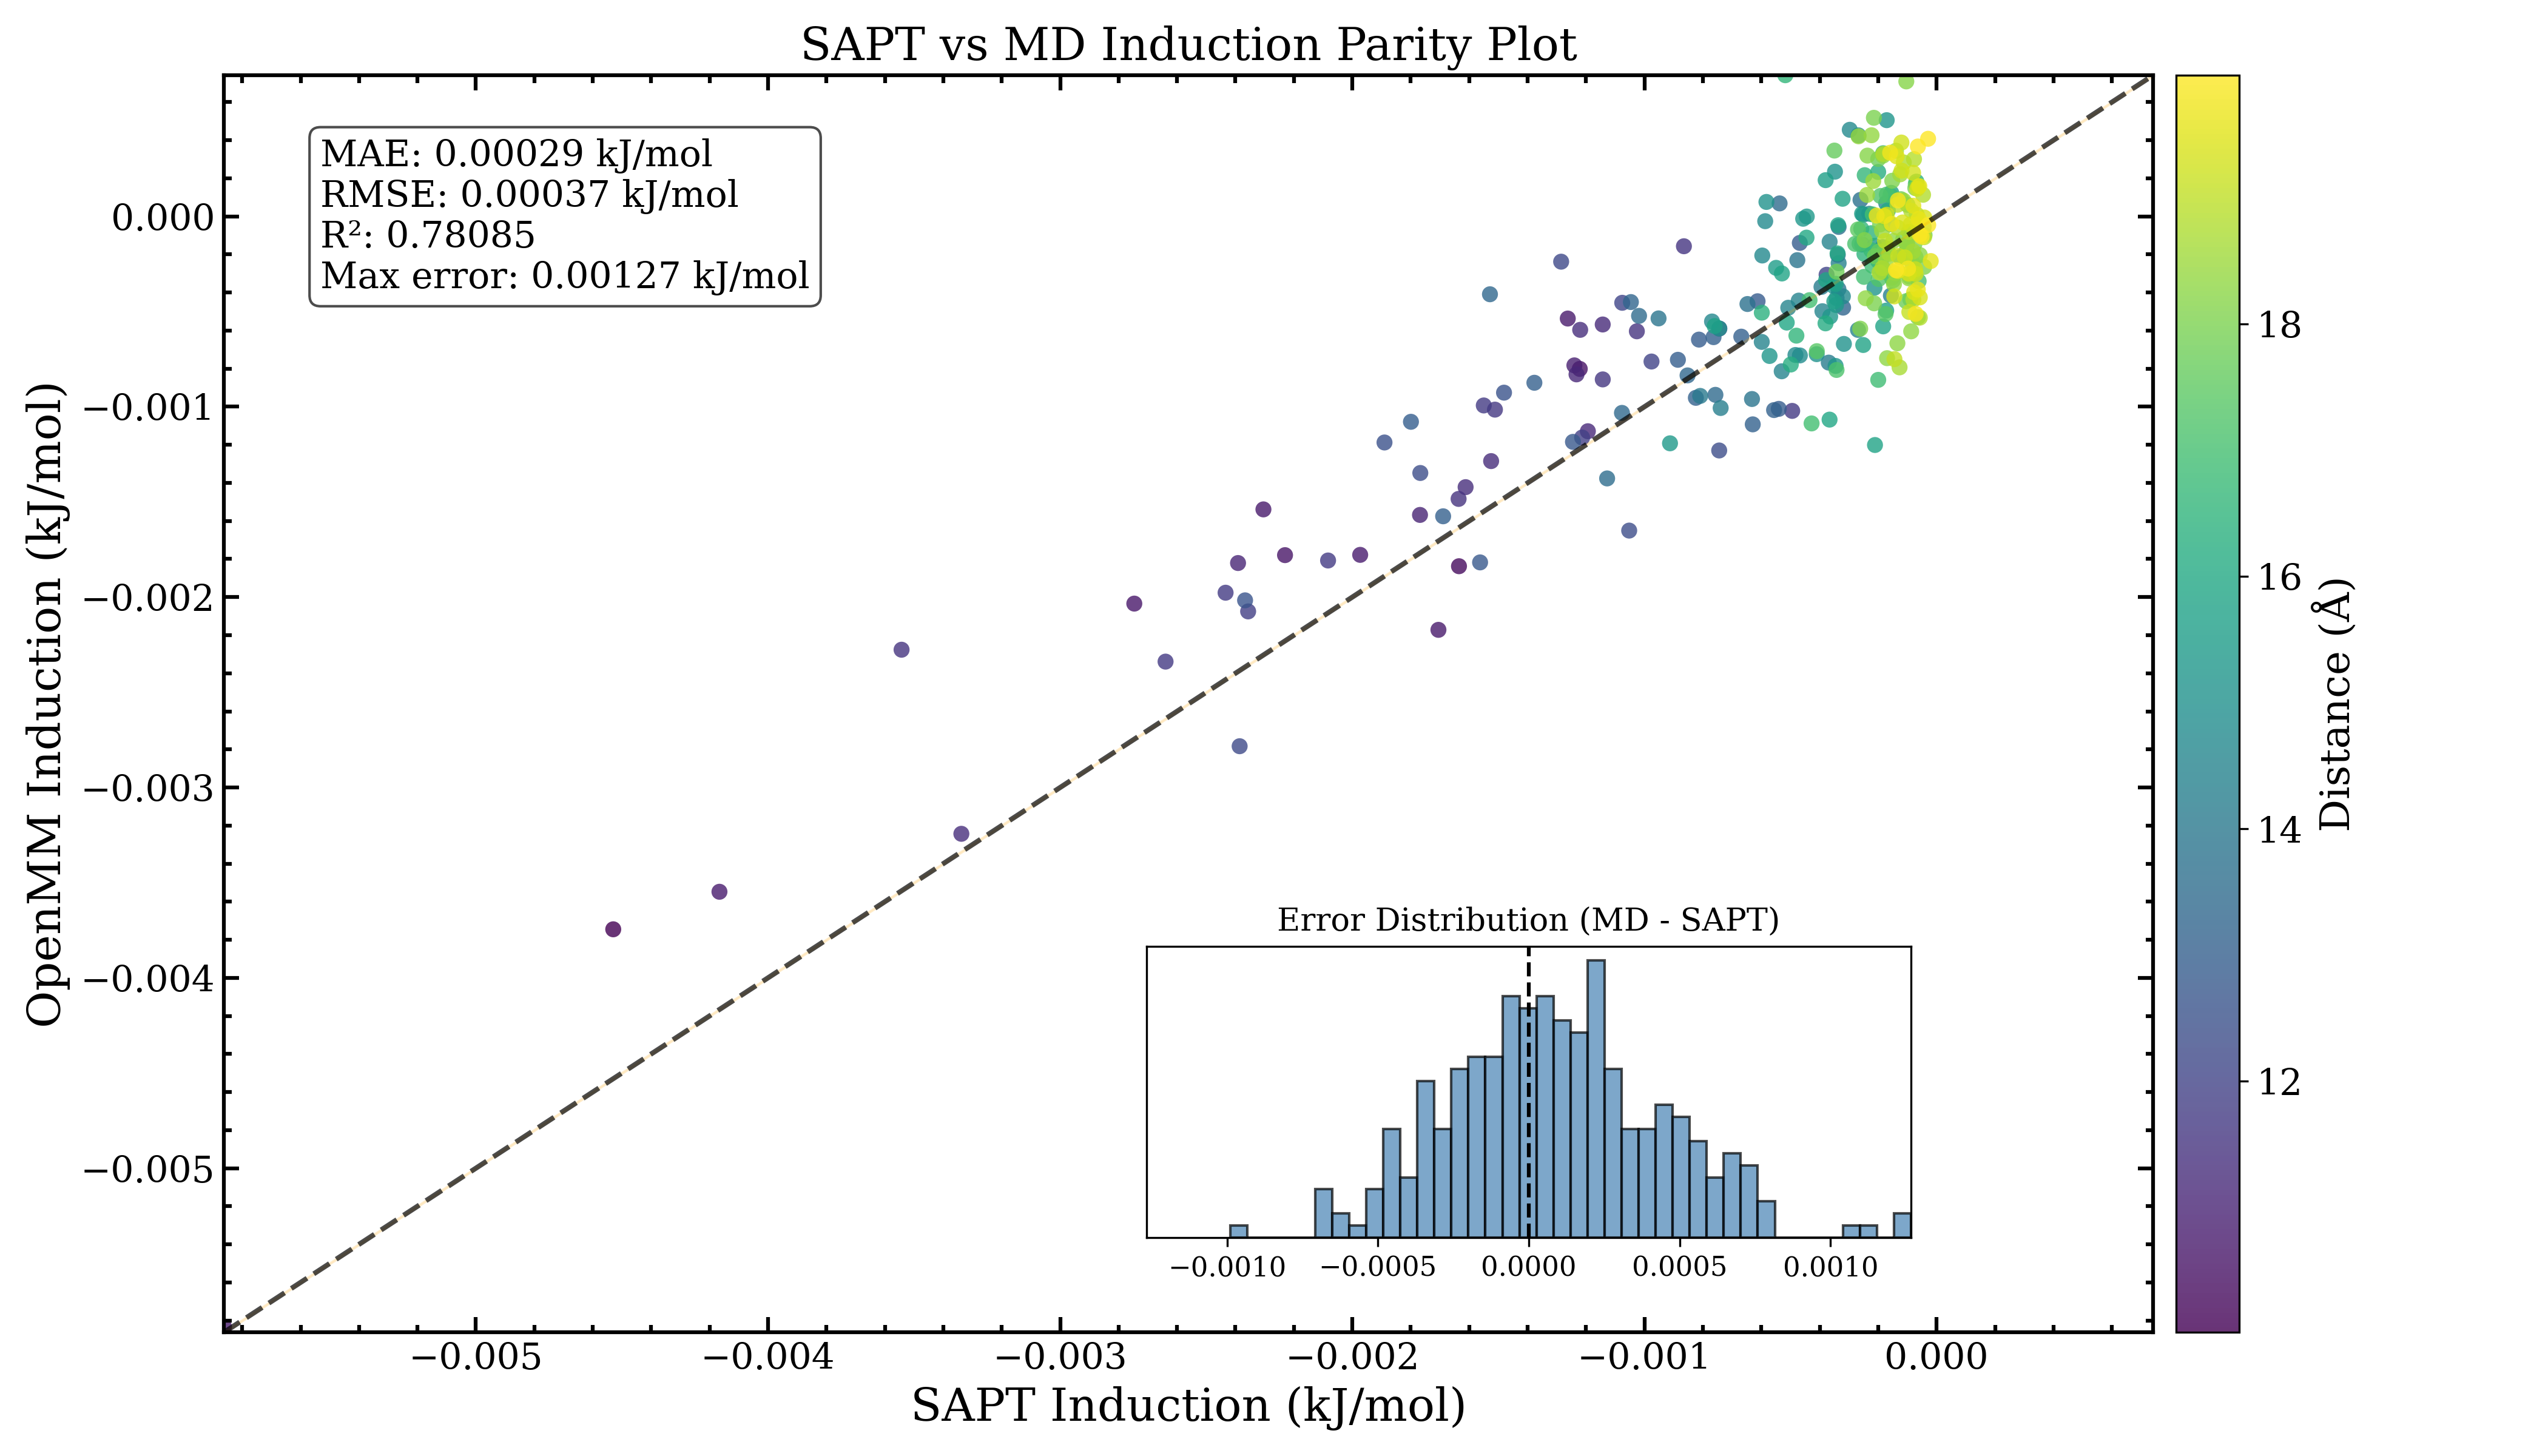 SAPT vs MD Induction Parity Plot
MAE: 0.00029 kJ/mol
RMSE: 0.00037 kJ/mol
R²: 0.78085
Max error: 0.00127 kJ/mol
OpenMM Induction (kJ/mol)
0.000
−0.001
−0.002
−0.003
−0.004
−0.005
Error Distribution (MD - SAPT)
−0.0010 −0.0005 0.0000 0.0005 0.0010
−0.005 −0.004 −0.003 −0.002 −0.001 0.000
SAPT Induction (kJ/mol)
18
16
14
12
Distance (Å)